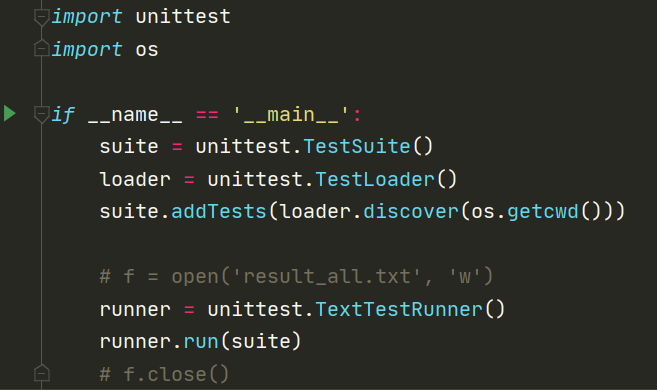 import unittest
import os
if __name__ == '__main__':
suite = unittest.TestSuite()
loader = unittest.TestLoader()
suite.addTests(loader.discover(os.getcwd()))
# f = open('result_all.txt', 'w')
runner = unittest.TextTestRunner()
runner.run(suite)
# f.close()